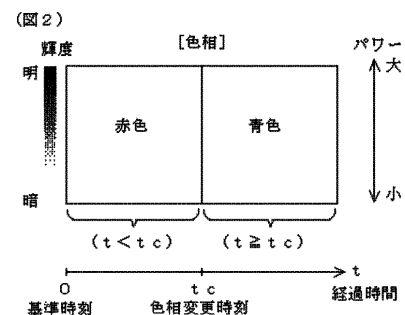 (図2)
輝度
[色相]
パワー
明
大
赤色
青色
暗
小
(t<tc) (t≧tc)
t
0
tc
経過時間
基準時刻
色相変更時刻